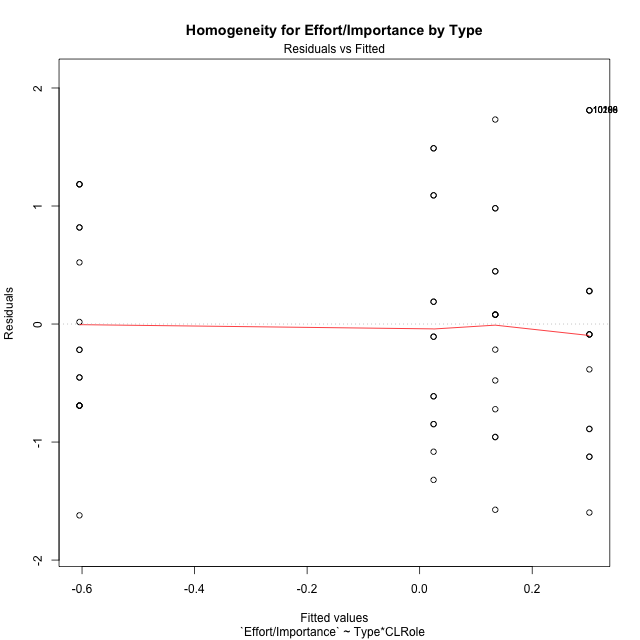 Homogeneity for Effort/Importance by Type
Residuals vs Fitted
Residuals
2
1
0
-1
-2
-0.6
-0.4
-0.2
0.0
0.2
Fitted values
`Effort/Importance` ~ Type*CLRole